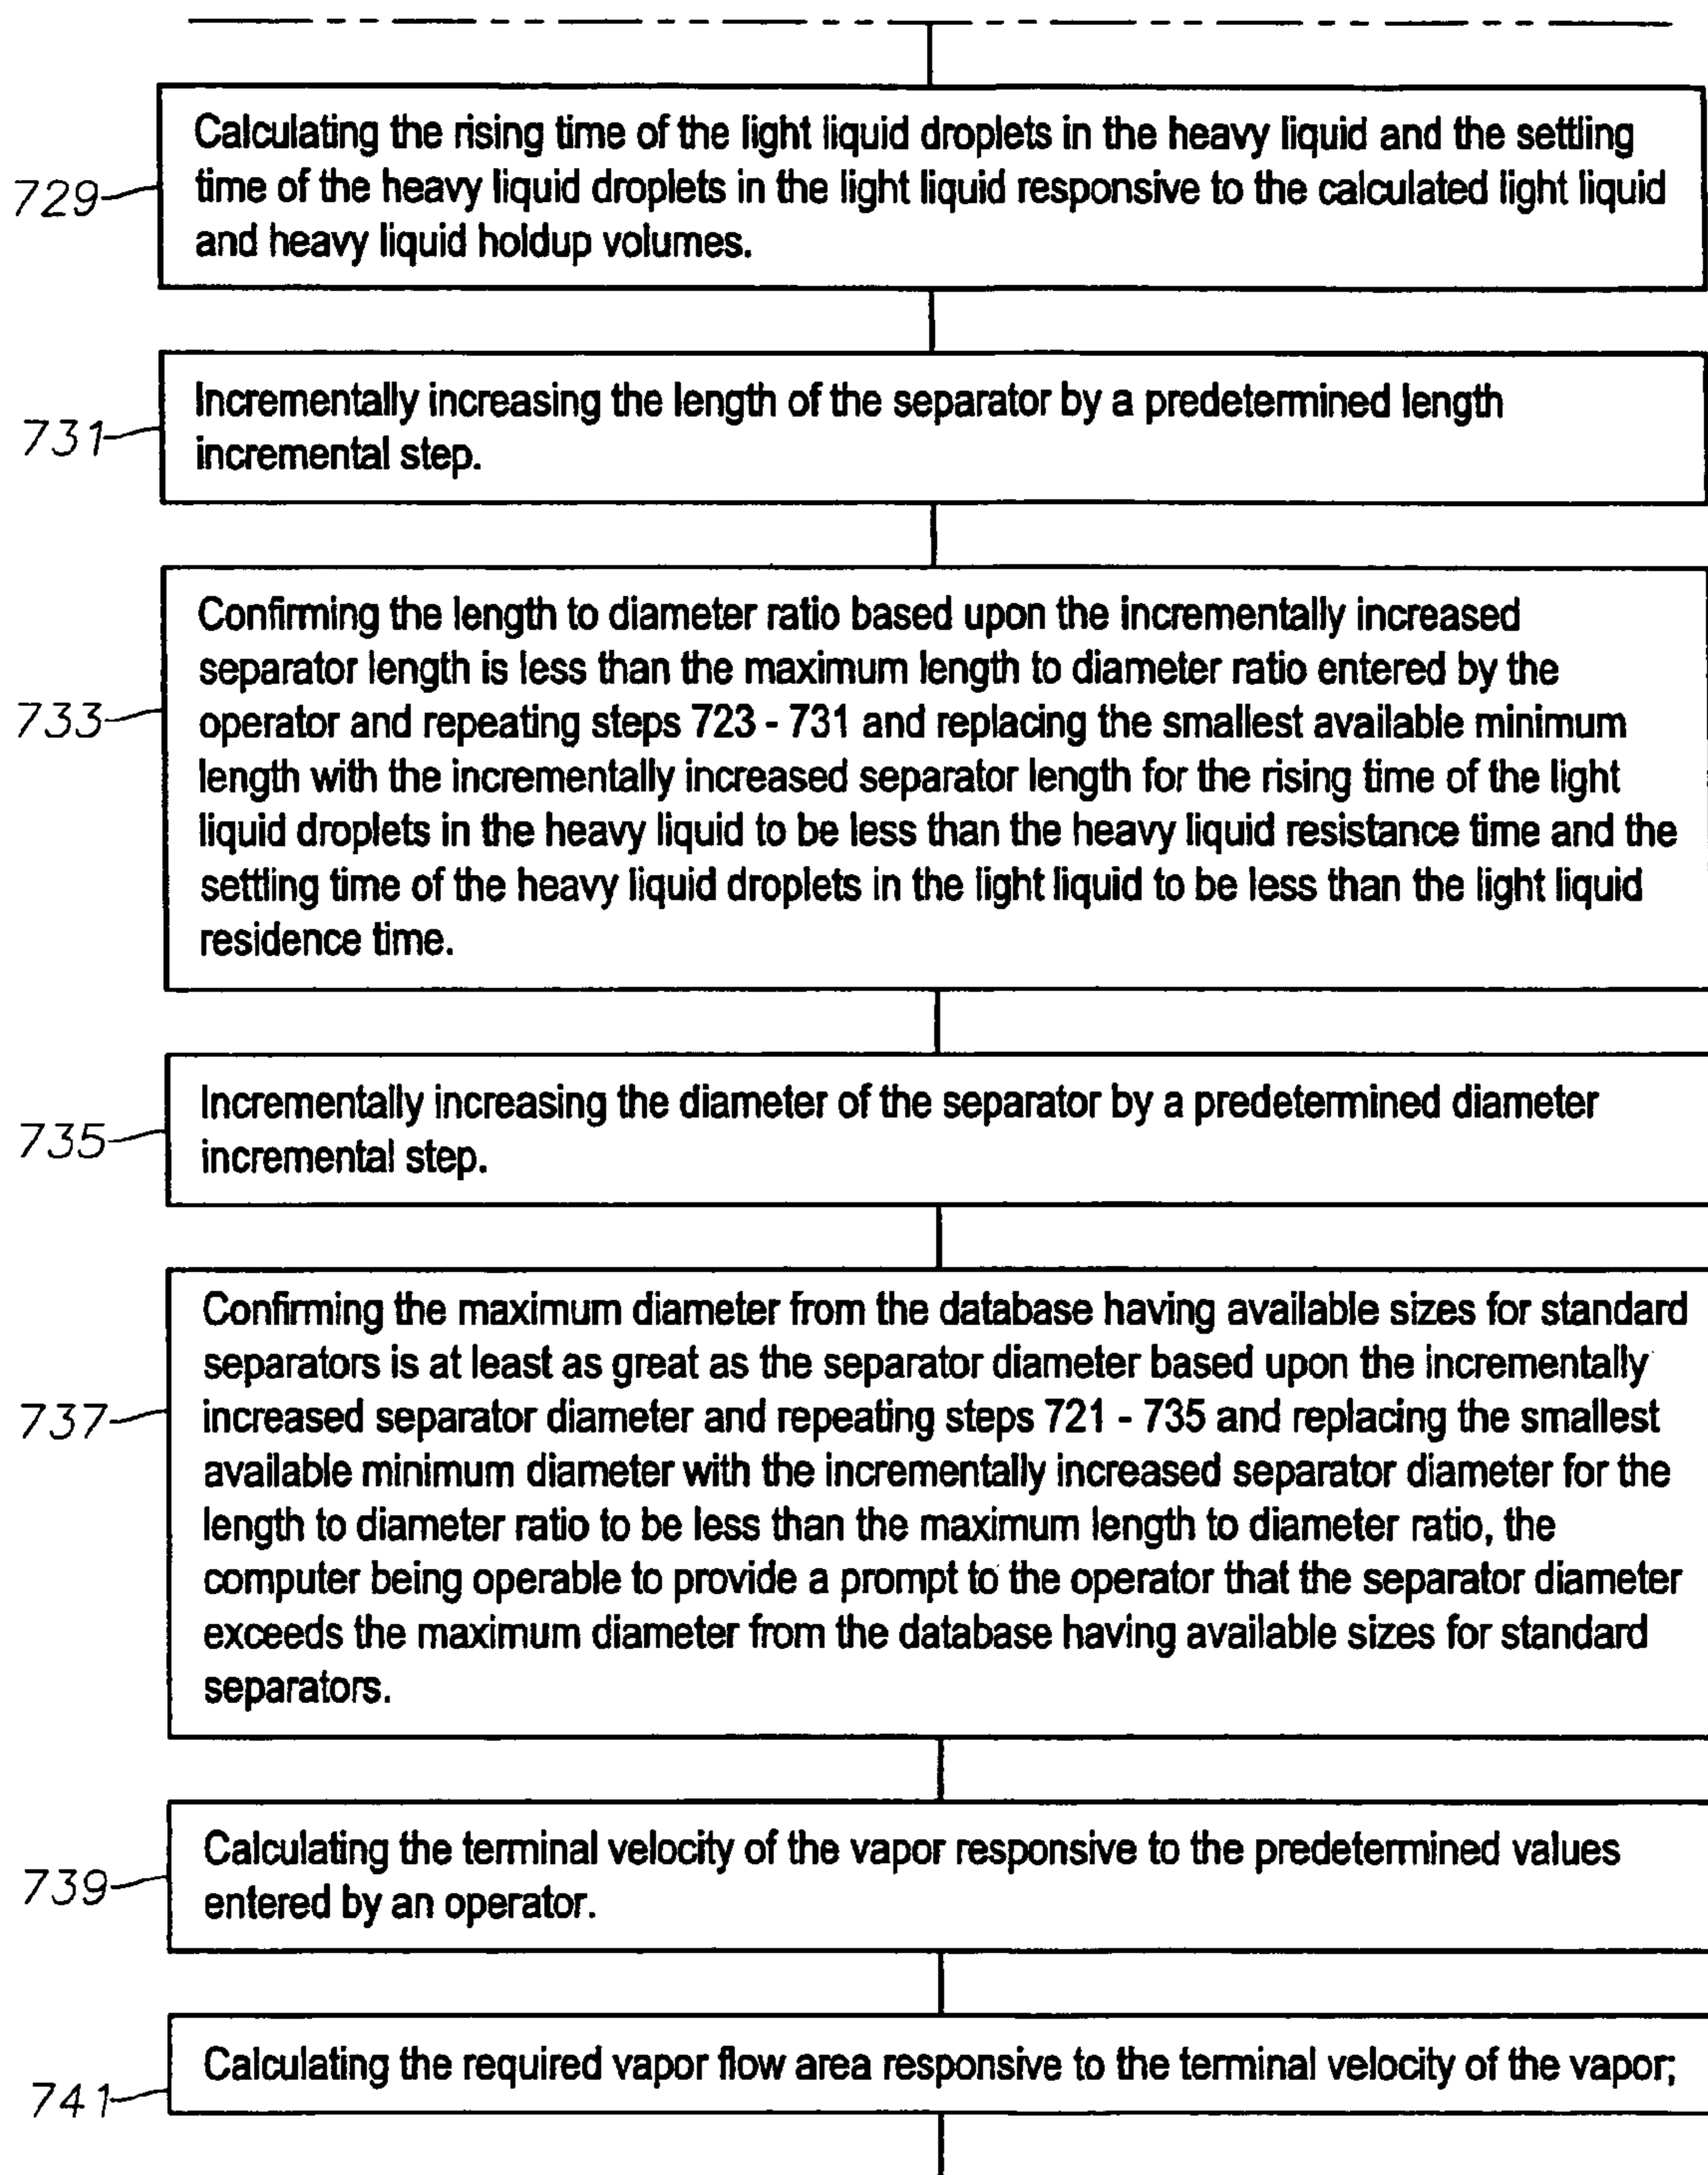 Calculating the rising time of the light liquid droplets in the heavy liquid and the settling
729 time of the heavy liquid droplets in the light liquid responsive to the calculated light liquid
and heavy liquid holdup volumes.
Incrementally increasing the length of the separator by a predetermined length
731 incremental step.
Confirming the length to diameter ratio based upon the incrementally increased
separator length is less than the maximum length to diameter ratio entered by the
733 operator and repeating steps 723 - 731 and replacing the smallest available minimum
length with the incrementally increased separator length for the rising time of the light
liquid droplets in the heavy liquid to be less than the heavy liquid resistance time and the
settling time of the heavy liquid droplets in the light liquid to be less than the light liquid
residence time.
Incrementally increasing the diameter of the separator by a predetermined diameter
735 incremental step.
Confirming the maximum diameter from the database having available sizes for standard
separators is at least as great as the separator diameter based upon the incrementally
737 increased separator diameter and repeating steps 721 - 735 and replacing the smallest
available minimum diameter with the incrementally increased separator diameter for the
length to diameter ratio to be less than the maximum length to diameter ratio, the
computer being operable to provide a prompt to the operator that the separator diameter
exceeds the maximum diameter from the database having available sizes for standard
separators.
Calculating the terminal velocity of the vapor responsive to the predetermined values
739 entered by an operator.
Calculating the required vapor flow area responsive to the terminal velocity of the vapor;
741